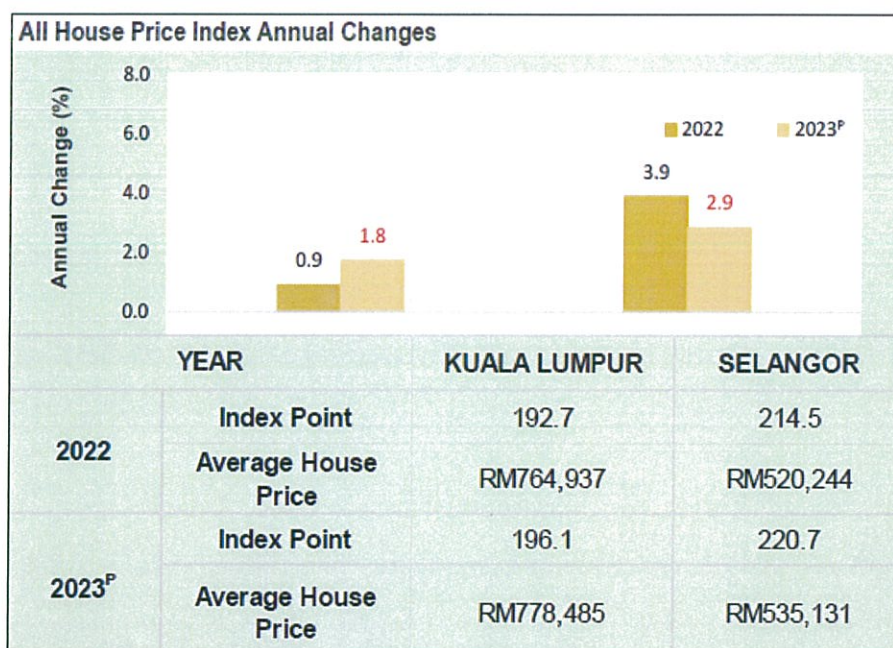 All House Price Index Annual Changes
Annual Change (%)
8.0
6.0
4.0
2.0
0.0
2022 2023ᴾ
0.9 1.8 3.9 2.9
YEAR KUALA LUMPUR SELANGOR
2022
Index Point 192.7 214.5
Average House
Price RM764,937 RM520,244
2023ᴾ
Index Point 196.1 220.7
Average House
Price RM778,485 RM535,131